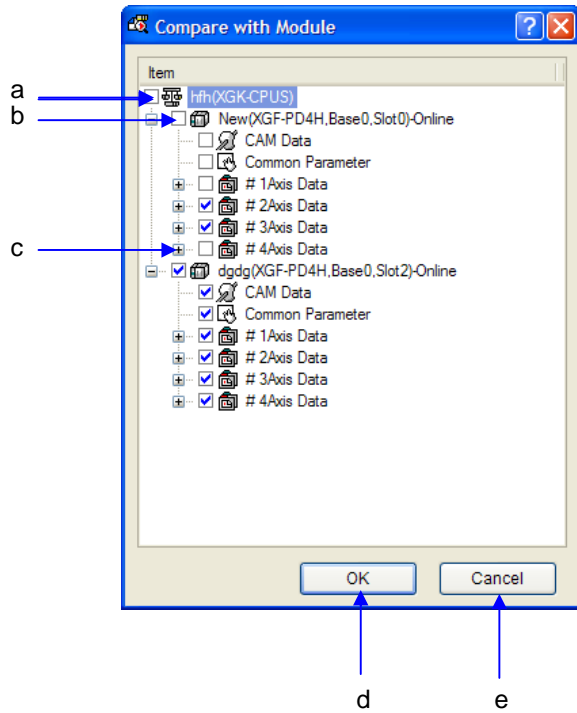 Compare with Module
Item
a
hfh(XGK-CPUS)
b
New(XGF-PD4H,Base0,Slot0)-Online
CAM Data
Common Parameter
# 1Axis Data
# 2Axis Data
# 3Axis Data
c
# 4Axis Data
dgdg(XGF-PD4H,Base0,Slot2)-Online
CAM Data
Common Parameter
# 1Axis Data
# 2Axis Data
# 3Axis Data
# 4Axis Data
OK Cancel
d e